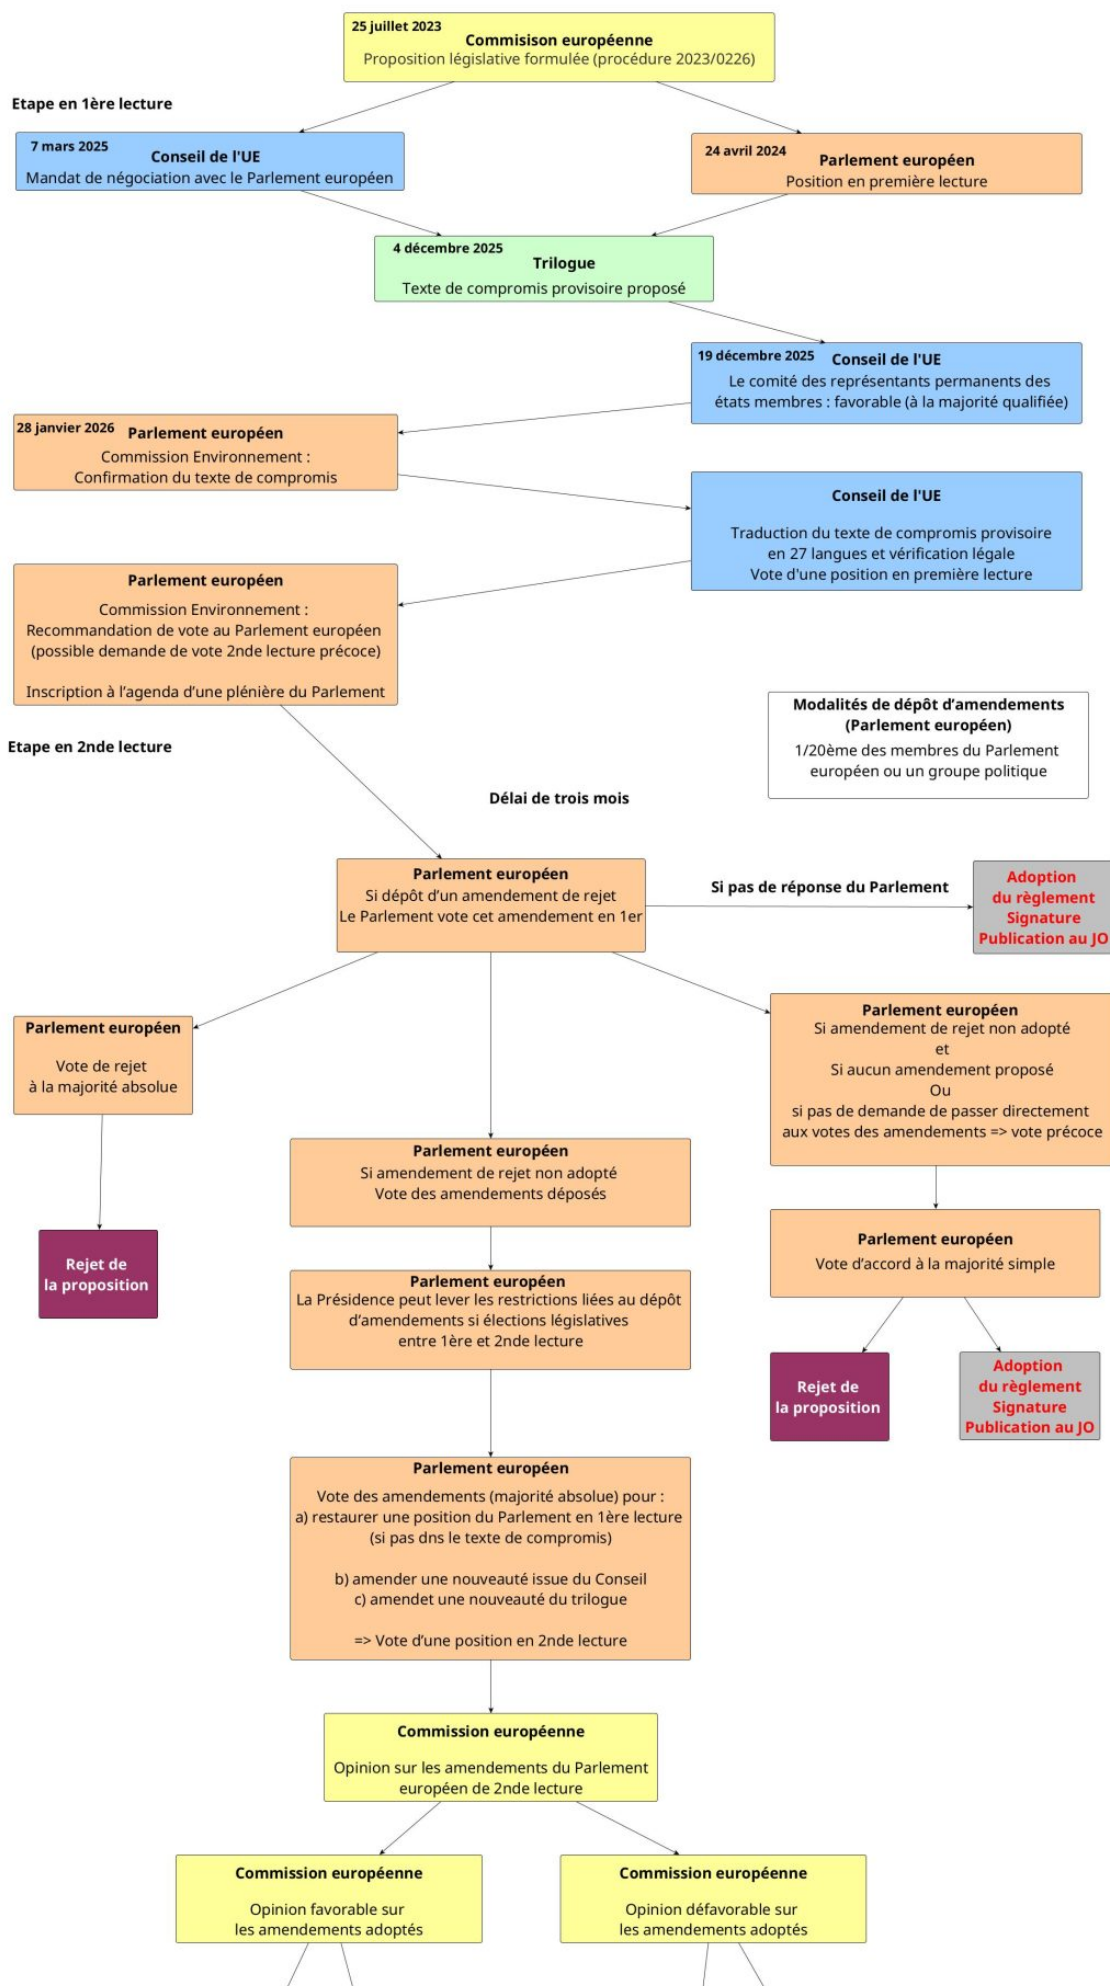 25 juillet 2023
Commisison européenne
Proposition législative formulée (procédure 2023/0226)
Etape en 1ère lecture
7 mars 2025
Conseil de l'UE
Mandat de négociation avec le Parlement européen
24 avril 2024
Parlement européen
Position en première lecture
4 décembre 2025
Trilogue
Texte de compromis provisoire proposé
19 décembre 2025
Conseil de l'UE
Le comité des représentants permanents des
états membres : favorable (à la majorité qualifiée)
28 janvier 2026
Parlement européen
Commission Environnement :
Confirmation du texte de compromis
Conseil de l'UE
Traduction du texte de compromis provisoire
en 27 langues et vérification légale
Vote d'une position en première lecture
Parlement européen
Commission Environnement :
Recommandation de vote au Parlement européen
(possible demande de vote 2nde lecture précoce)
Inscription à l’agenda d’une plénière du Parlement
Modalités de dépôt d’amendements
(Parlement européen)
1/20ème des membres du Parlement
européen ou un groupe politique
Etape en 2nde lecture
Délai de trois mois
Parlement européen
Si dépôt d’un amendement de rejet
Le Parlement vote cet amendement en 1er
Si pas de réponse du Parlement
Adoption
du règlement
Signature
Publication au JO
Parlement européen
Vote de rejet
à la majorité absolue
Parlement européen
Si amendement de rejet non adopté
et
Si aucun amendement proposé
Ou
si pas de demande de passer directement
aux votes des amendements => vote précoce
Parlement européen
Si amendement de rejet non adopté
Vote des amendements déposés
Rejet de
la proposition
Parlement européen
Vote d’accord à la majorité simple
Parlement européen
La Présidence peut lever les restrictions liées au dépôt
d’amendements si élections législatives
entre 1ère et 2nde lecture
Rejet de
la proposition
Adoption
du règlement
Signature
Publication au JO
Parlement européen
Vote des amendements (majorité absolue) pour :
a) restaurer une position du Parlement en 1ère lecture
(si pas dns le texte de compromis)
b) amender une nouveauté issue du Conseil
c) amendet une nouveauté du trilogue
=> Vote d’une position en 2nde lecture
Commission européenne
Opinion sur les amendements du Parlement
européen de 2nde lecture
Commission européenne
Opinion favorable sur
les amendements adoptés
Commission européenne
Opinion défavorable sur
les amendements adoptés